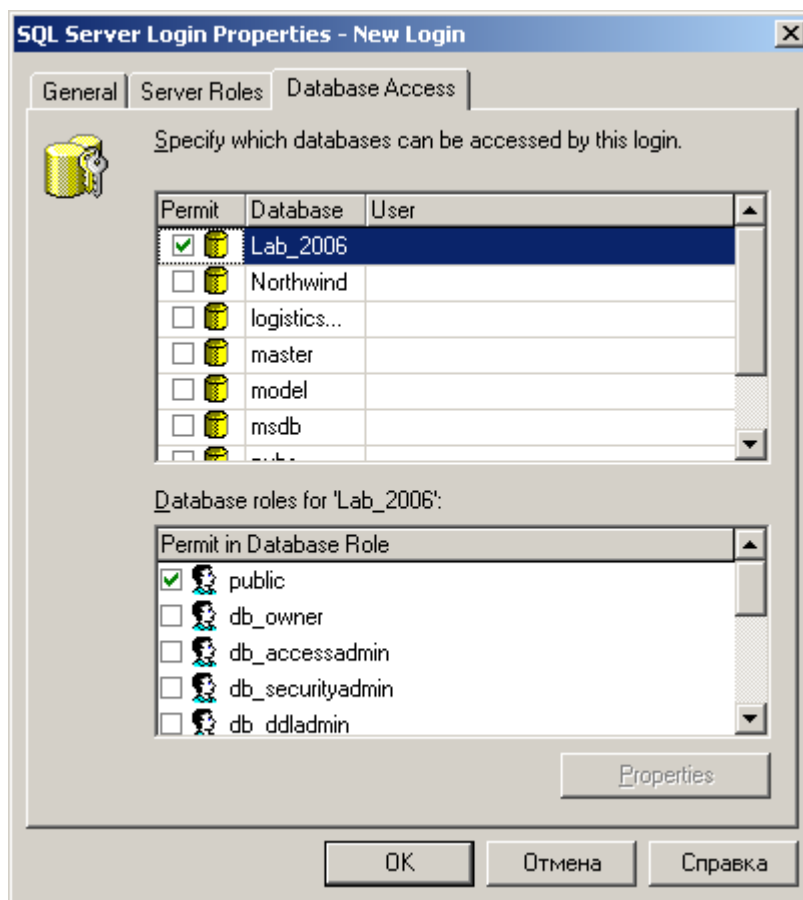 SQL Server Login Properties - New Login
General Server Roles Database Access
Specify which databases can be accessed by this login.
Permit Database User
Lab_2006
Northwind
logistics...
master
model
msdb
Database roles for 'Lab_2006':
Permit in Database Role
public
db_owner
db_accessadmin
db_securityadmin
db_ddladmin
Properties
OK Отмена Справка